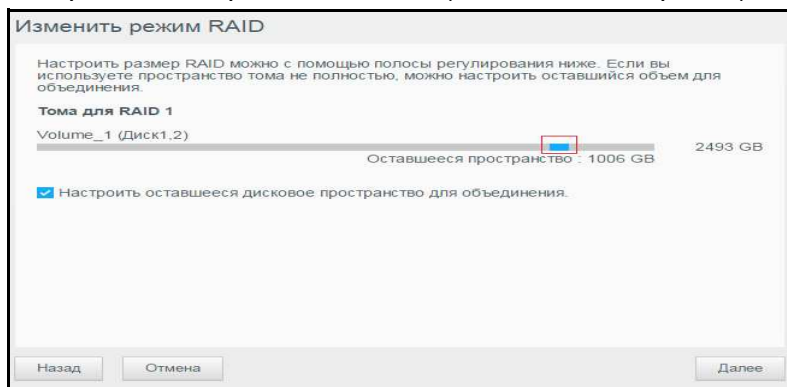 Изменить режим RAID
Настроить размер RAID можно с помощью полосы регулирования ниже. Если вы
используете пространство тома не полностью, можно настроить оставшийся объем для
объединения.
Тома для RAID 1
Volume_1 (Диск1,2)
2493 GB
Оставшееся пространство : 1006 GB
Настроить оставшееся дисковое пространство для объединения.
Назад Отмена Далее